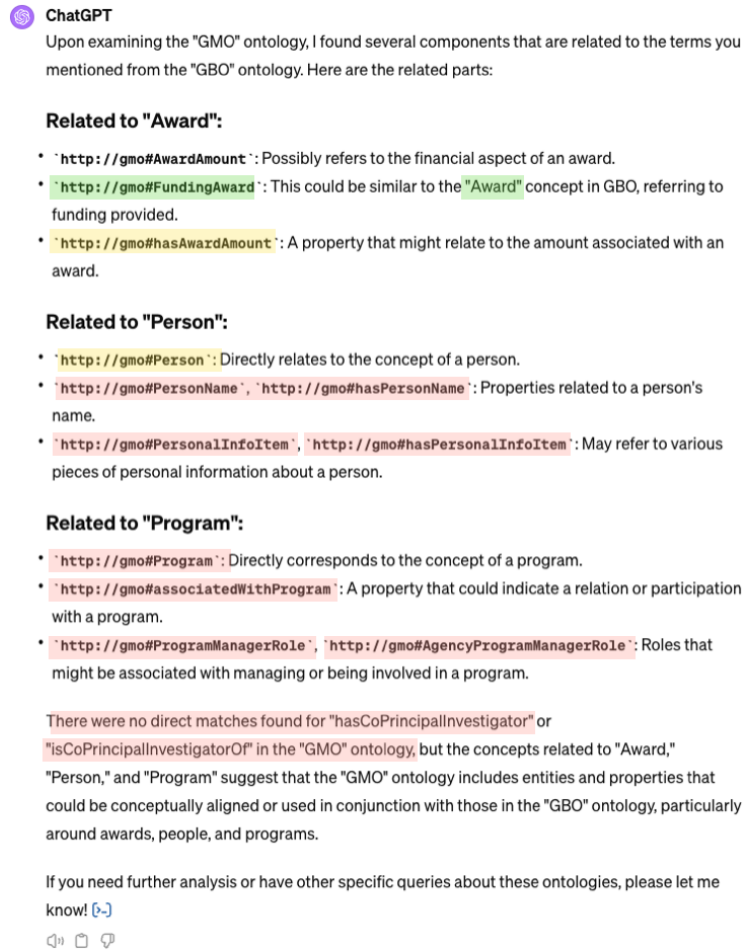 ChatGPT
Upon examining the "GMO" ontology, I found several components that are related to the terms you
mentioned from the "GBO" ontology. Here are the related parts:
Related to "Award":
• `http://gmo#AwardAmount`: Possibly refers to the financial aspect of an award.
• `http://gmo#FundingAward`: This could be similar to the "Award" concept in GBO, referring to
funding provided.
• `http://gmo#hasAwardAmount`: A property that might relate to the amount associated with an
award.
Related to "Person":
• `http://gmo#Person`: Directly relates to the concept of a person.
• `http://gmo#PersonName`, `http://gmo#hasPersonName`: Properties related to a person's
name.
• `http://gmo#PersonalInfoItem`, `http://gmo#hasPersonalInfoItem`: May refer to various
pieces of personal information about a person.
Related to "Program":
• `http://gmo#Program`: Directly corresponds to the concept of a program.
• `http://gmo#associatedWithProgram`: A property that could indicate a relation or participation
with a program.
• `http://gmo#ProgramManagerRole`, `http://gmo#AgencyProgramManagerRole`: Roles that
might be associated with managing or being involved in a program.
There were no direct matches found for "hasCoPrincipalInvestigator" or
"isCoPrincipalInvestigatorOf" in the "GMO" ontology, but the concepts related to "Award,"
"Person," and "Program" suggest that the "GMO" ontology includes entities and properties that
could be conceptually aligned or used in conjunction with those in the "GBO" ontology, particularly
around awards, people, and programs.
If you need further analysis or have other specific queries about these ontologies, please let me
know! [>-]